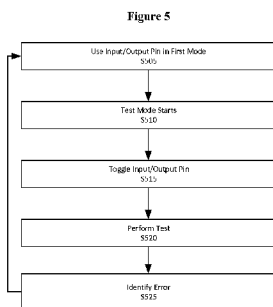 Figure 5
Use Input/Output Pin in First Mode
S505
Test Mode Starts
S510
Toggle Input/Output Pin
S515
Perform Test
S520
Identify Error
S525